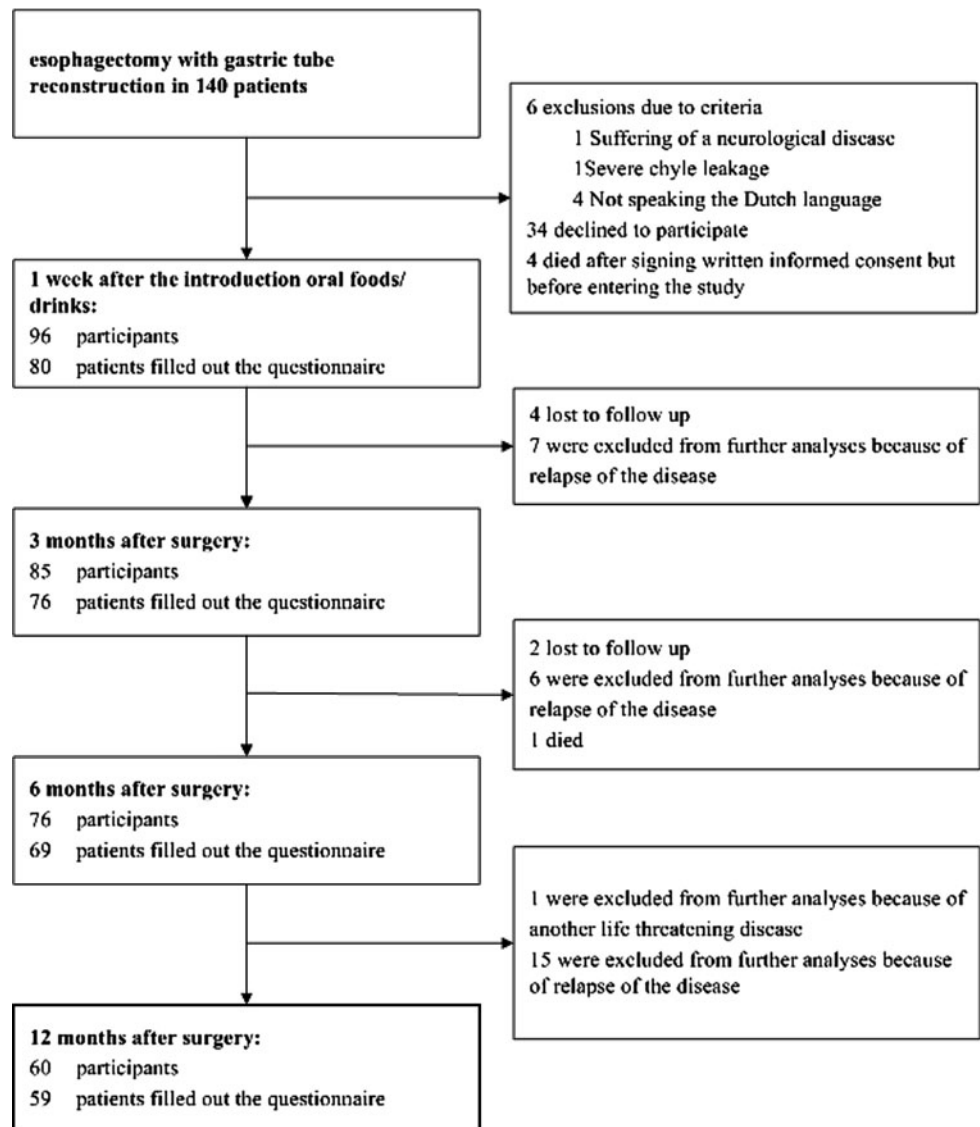 esophagectomy with gastric tube
reconstruction in 140 patients
6 exclusions due to criteria
1 Suffering of a neurological disease
1Severe chyle leakage
4 Not speaking the Dutch language
34 declined to participate
4 died after signing written informed consent but
before entering the study
1 week after the introduction oral foods/
drinks:
96 participants
80 patients filled out the questionnaire
4 lost to follow up
7 were excluded from further analyses because of
relapse of the disease
3 months after surgery:
85 participants
76 patients filled out the questionnaire
2 lost to follow up
6 were excluded from further analyses because of
relapse of the disease
1 died
6 months after surgery:
76 participants
69 patients filled out the questionnaire
1 were excluded from further analyses because of
another life threatening disease
15 were excluded from further analyses because
of relapse of the disease
12 months after surgery:
60 participants
59 patients filled out the questionnaire